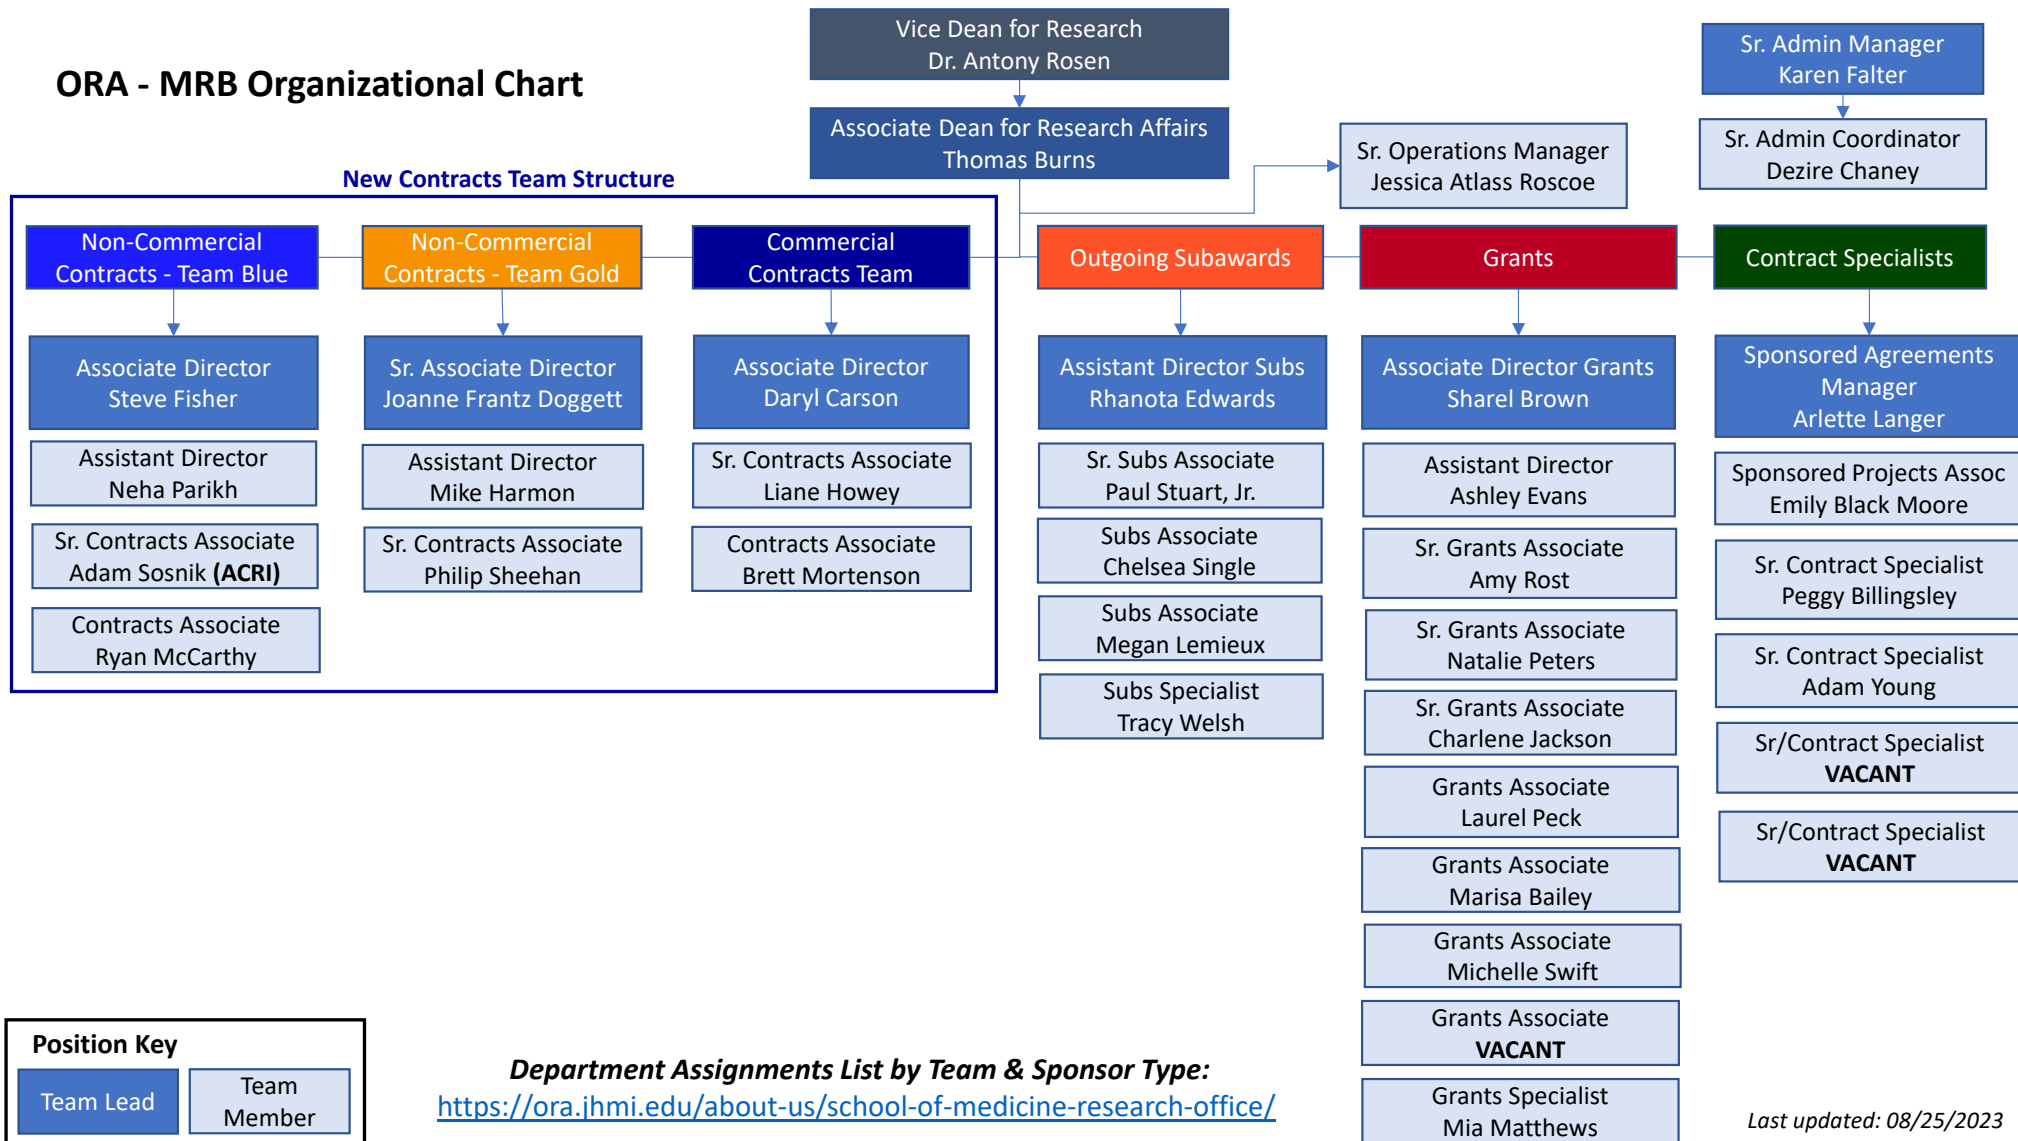 ORA - MRB Organizational Chart
Vice Dean for Research
Dr. Antony Rosen
Associate Dean for Research Affairs
Thomas Burns
Sr. Operations Manager
Jessica Atlass Roscoe
Sr. Admin Manager
Karen Falter
Sr. Admin Coordinator
Dezire Chaney
New Contracts Team Structure
Non-Commercial
Contracts - Team Blue
Associate Director
Steve Fisher
Assistant Director
Neha Parikh
Sr. Contracts Associate
Adam Sosnik (ACRI)
Contracts Associate
Ryan McCarthy
Non-Commercial
Contracts - Team Gold
Sr. Associate Director
Joanne Frantz Doggett
Assistant Director
Mike Harmon
Sr. Contracts Associate
Philip Sheehan
Commercial
Contracts Team
Associate Director
Daryl Carson
Sr. Contracts Associate
Liane Howey
Contracts Associate
Brett Mortenson
Outgoing Subawards
Assistant Director Subs
Rhanota Edwards
Sr. Subs Associate
Paul Stuart, Jr.
Subs Associate
Chelsea Single
Subs Associate
Megan Lemieux
Subs Specialist
Tracy Welsh
Grants
Associate Director Grants
Sharel Brown
Assistant Director
Ashley Evans
Sr. Grants Associate
Amy Rost
Sr. Grants Associate
Natalie Peters
Sr. Grants Associate
Charlene Jackson
Grants Associate
Laurel Peck
Grants Associate
Marisa Bailey
Grants Associate
Michelle Swift
Grants Associate
VACANT
Grants Specialist
Mia Matthews
Contract Specialists
Sponsored Agreements
Manager
Arlette Langer
Sponsored Projects Assoc
Emily Black Moore
Sr. Contract Specialist
Peggy Billingsley
Sr. Contract Specialist
Adam Young
Sr/Contract Specialist
VACANT
Sr/Contract Specialist
VACANT
Position Key
Team Lead
Team
Member
Department Assignments List by Team & Sponsor Type:
https://ora.jhmi.edu/about-us/school-of-medicine-research-office/
Last updated: 08/25/2023